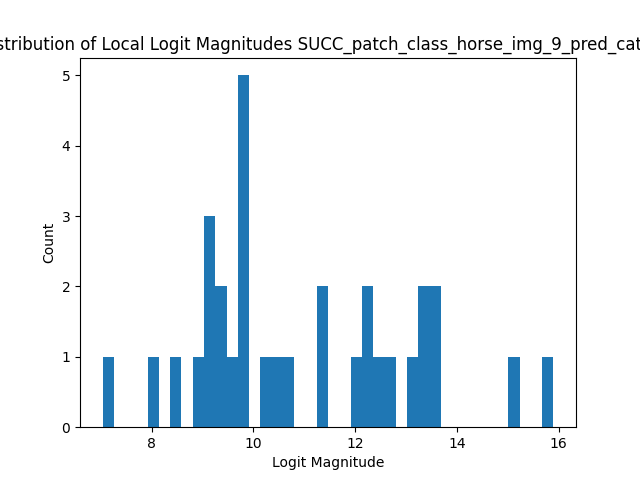 stribution of Local Logit Magnitudes SUCC_patch_class_horse_img_9_pred_cat
5
4
3
2
1
0
Count
8 10 12 14 16
Logit Magnitude